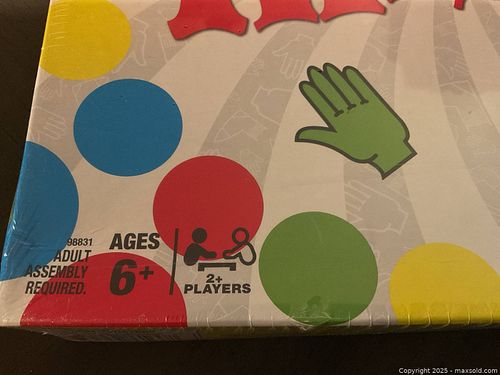 98831
ADULT
ASSEMBLY
REQUIRED.
AGES
6+
2+
PLAYERS
Copyright 2025 - maxsold.com